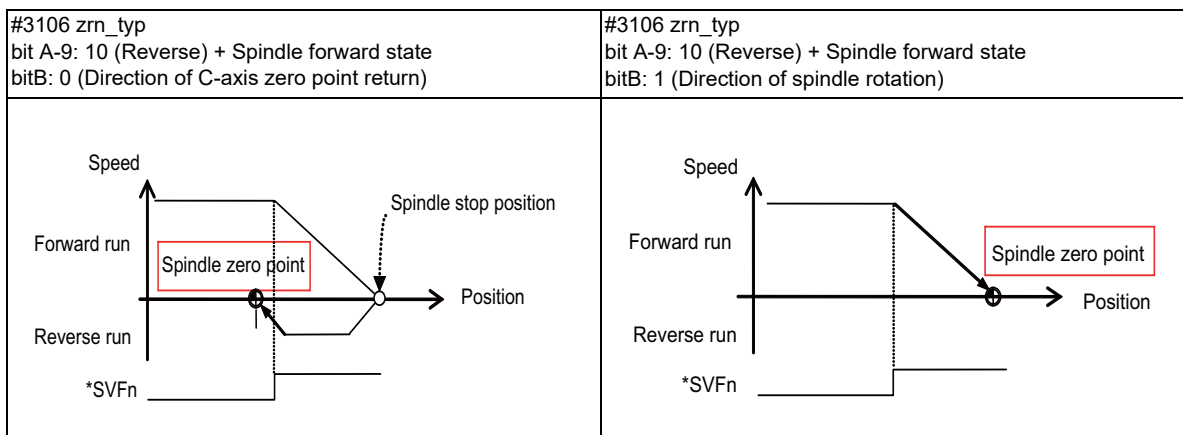 #3106 zrn_typ
bit A-9: 10 (Reverse) + Spindle forward state
bitB: 0 (Direction of C-axis zero point return)
#3106 zrn_typ
bit A-9: 10 (Reverse) + Spindle forward state
bitB: 1 (Direction of spindle rotation)
Speed
Spindle stop position
Forward run
Spindle zero point
Position
Reverse run
*SVFn
Speed
Forward run
Spindle zero point
Position
Reverse run
*SVFn